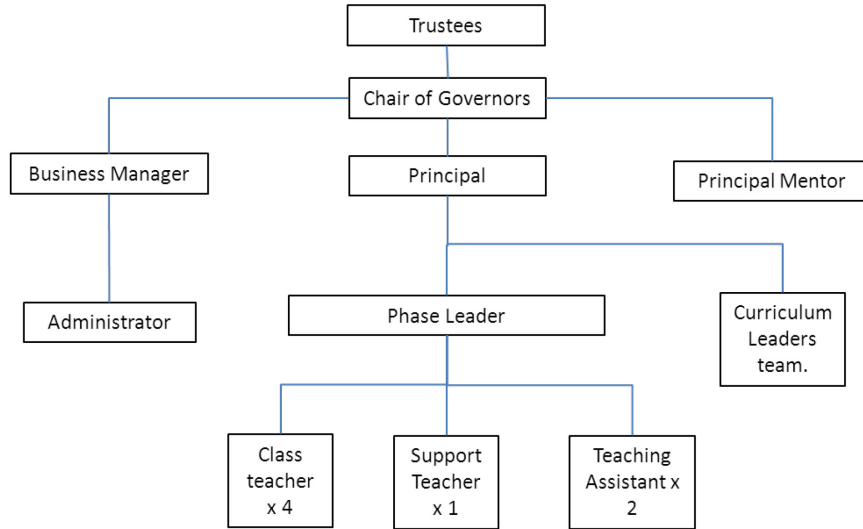 Trustees
Chair of Governors
Business Manager
Principal
Principal Mentor
Administrator
Phase Leader
Curriculum
Leaders
team.
Class
teacher
x 4
Support
Teacher
x 1
Teaching
Assistant x
2